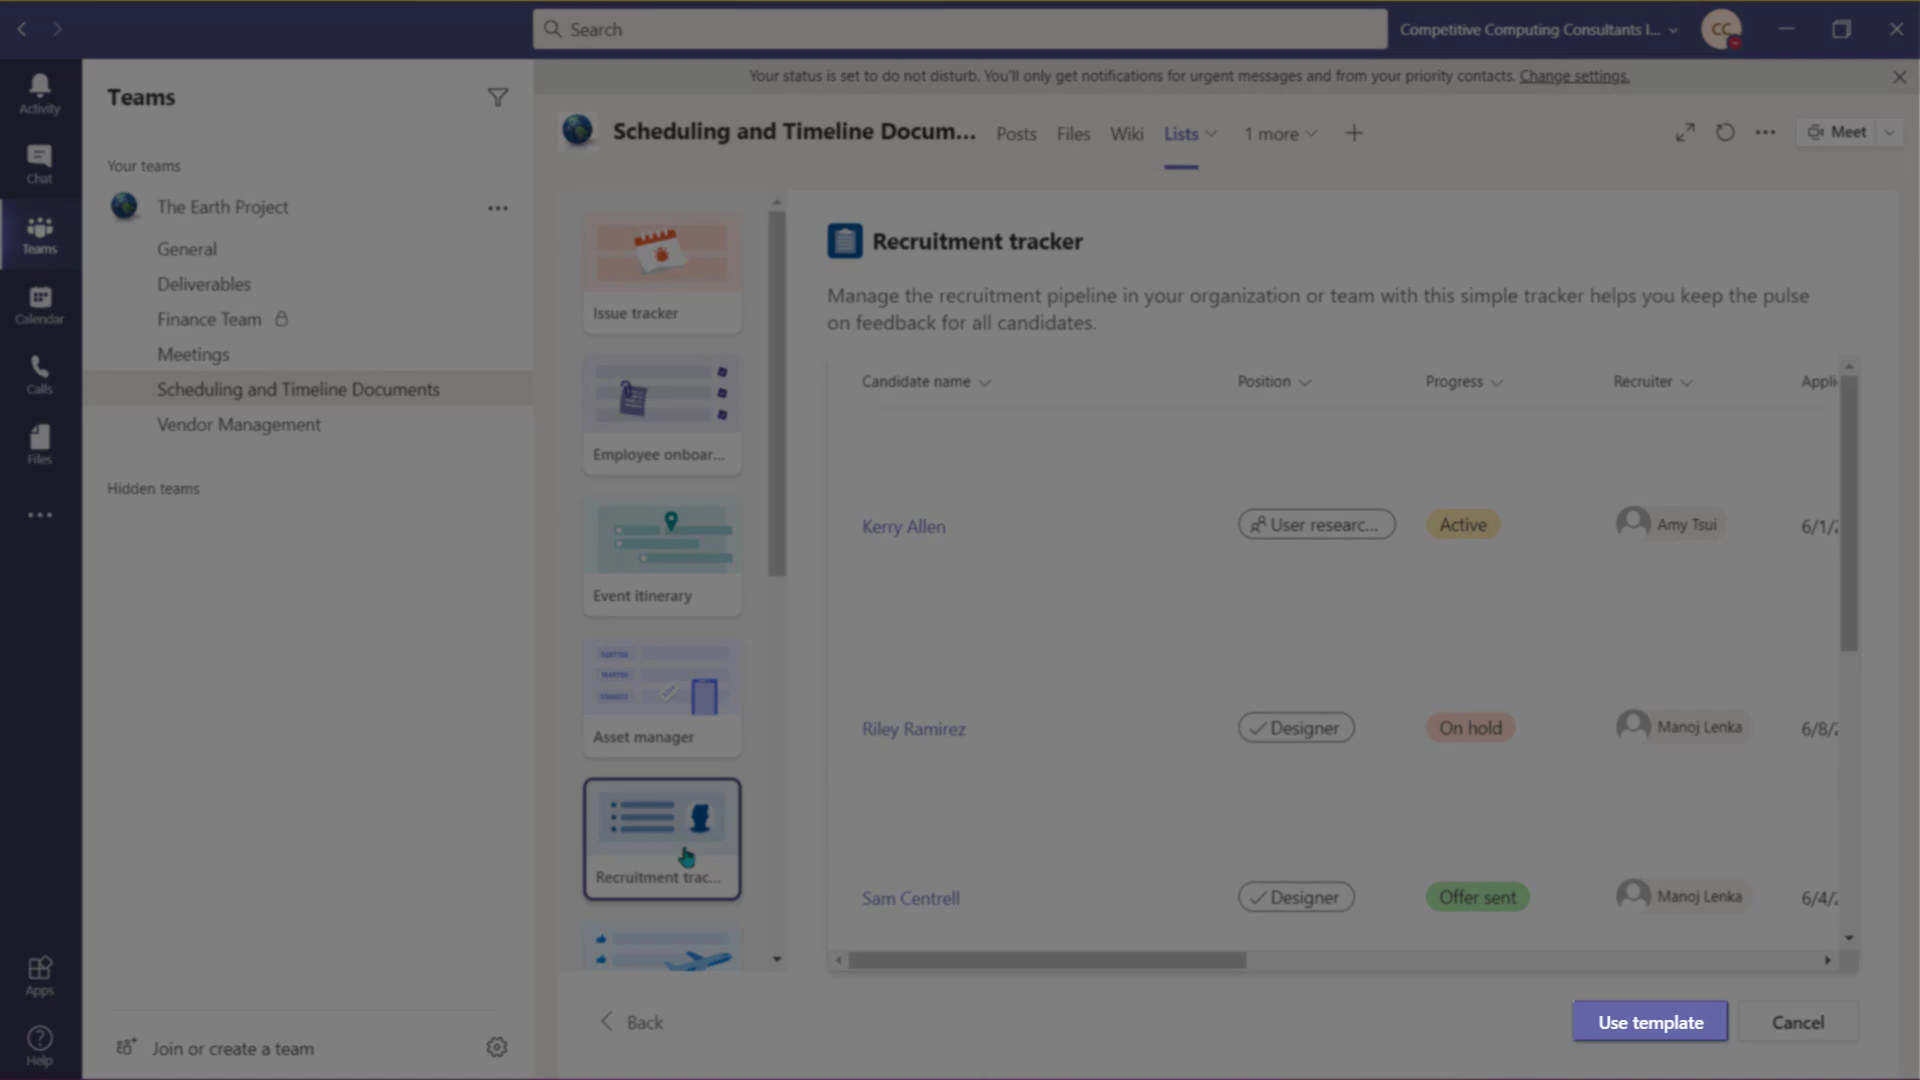 Search
Competitive Computing Consultants I...
CC
Your status is set to do not disturb. You'll only get notifications for urgent messages and from your priority contacts. Change settings.
Activity
Chat
Teams
Calendar
Calls
Files
Apps
Help
Teams
Your teams
The Earth Project
General
Deliverables
Finance Team
Meetings
Scheduling and Timeline Documents
Vendor Management
Hidden teams
Join or create a team
Scheduling and Timeline Docum...
Posts
Files
Wiki
Lists
1 more
Meet
Issue tracker
Employee onboar...
Event itinerary
Asset manager
Recruitment trac...
Recruitment tracker
Manage the recruitment pipeline in your organization or team with this simple tracker helps you keep the pulse
on feedback for all candidates.
Candidate name Position Progress Recruiter Appli
Kerry Allen User researc... Active Amy Tsui 6/1/
Riley Ramirez Designer On hold Manoj Lenka 6/8/
Sam Centrell Designer Offer sent Manoj Lenka 6/4/
Back
Use template
Cancel